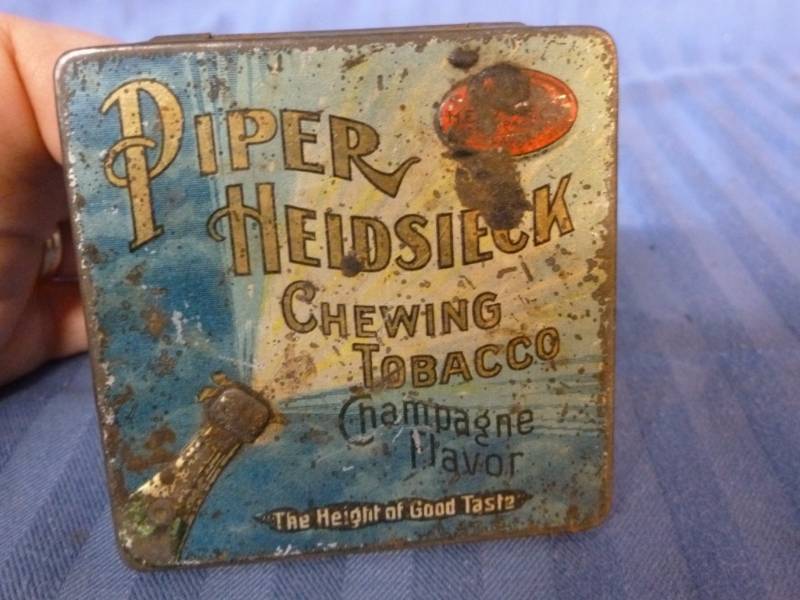 PIPER
HEIDSIECK
CHEWING
TOBACCO
Champagne
Flavor
The Height of Good Taste